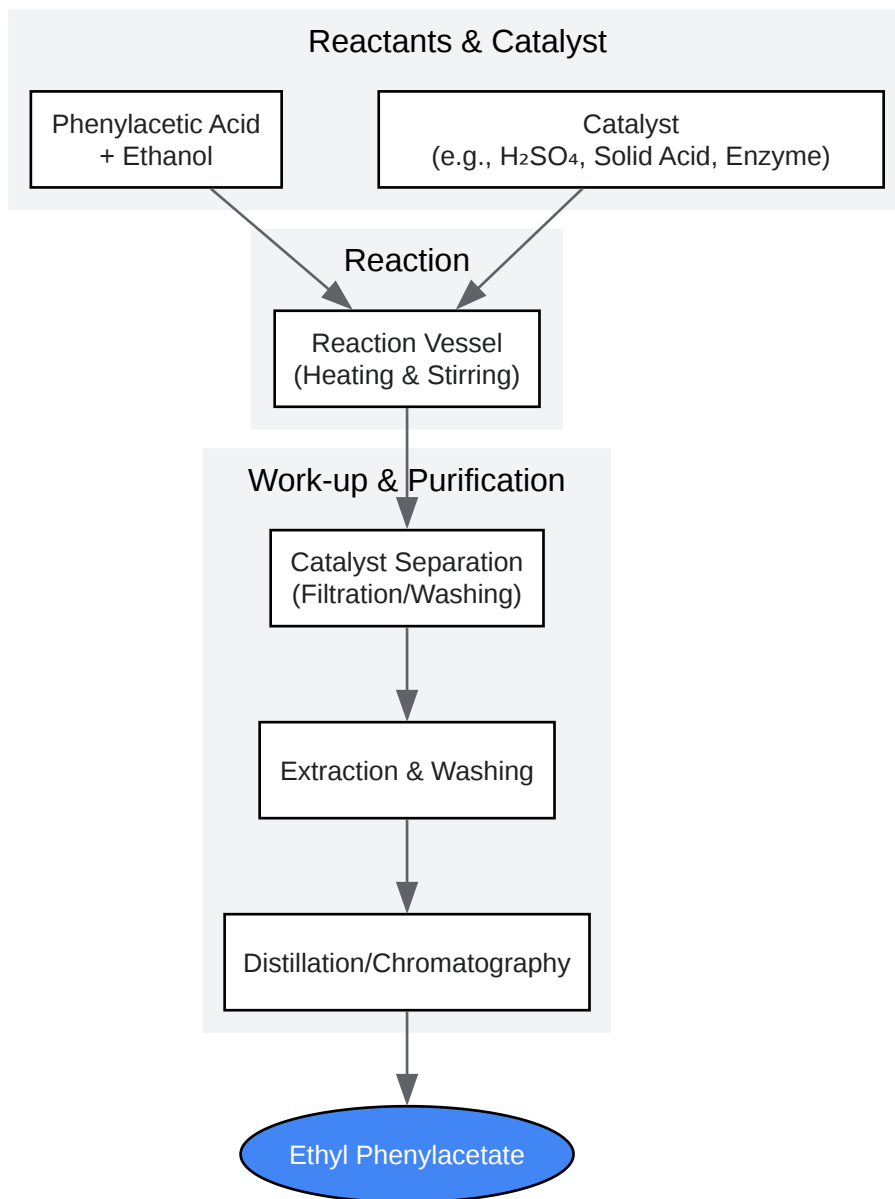 Reactants & Catalyst
Phenylacetic Acid
+ Ethanol
Catalyst
(e.g., H₂SO₄, Solid Acid, Enzyme)
Reaction
Reaction Vessel
(Heating & Stirring)
Work-up & Purification
Catalyst Separation
(Filtration/Washing)
Extraction & Washing
Distillation/Chromatography
Ethyl Phenylacetate